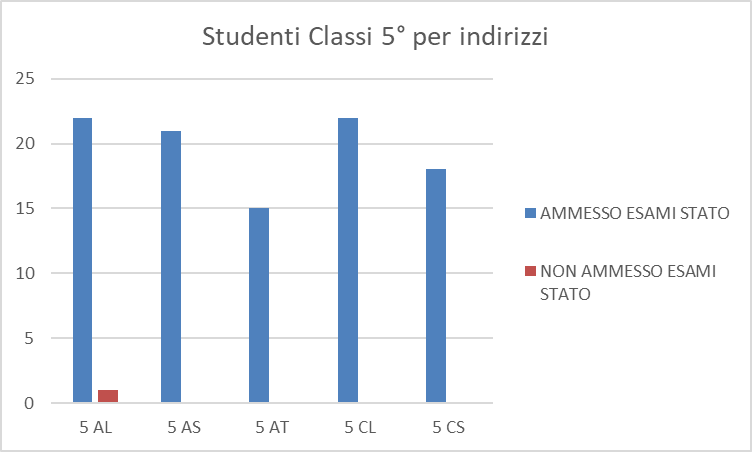 Studenti Classi 5° per indirizzi
25
20
15
10
5
0
5 AL 5 AS 5 AT 5 CL 5 CS
AMMESSO ESAMI STATO
NON AMMESSO ESAMI
STATO